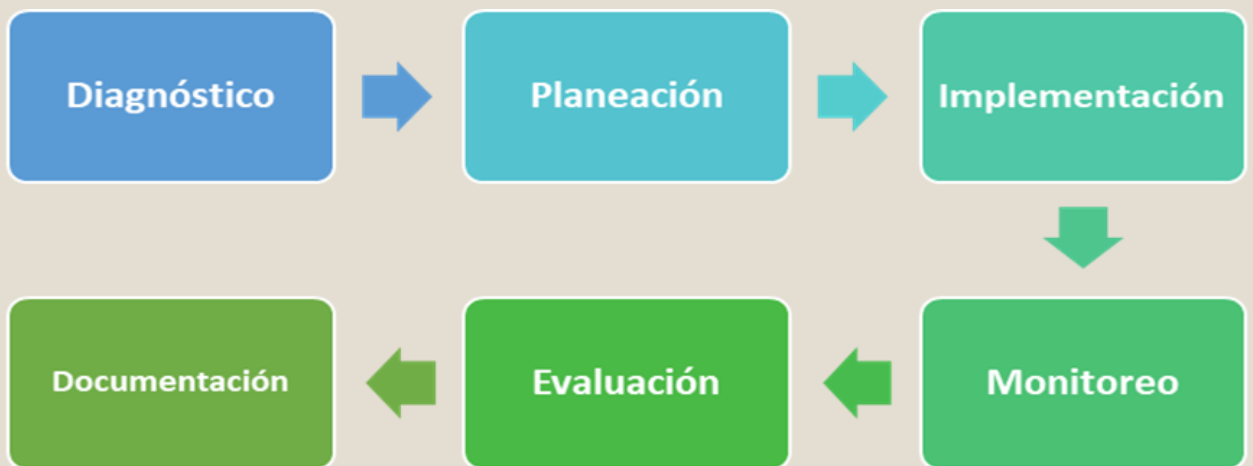 Diagnóstico
Planeación
Implementación
Monitoreo
Evaluación
Documentación